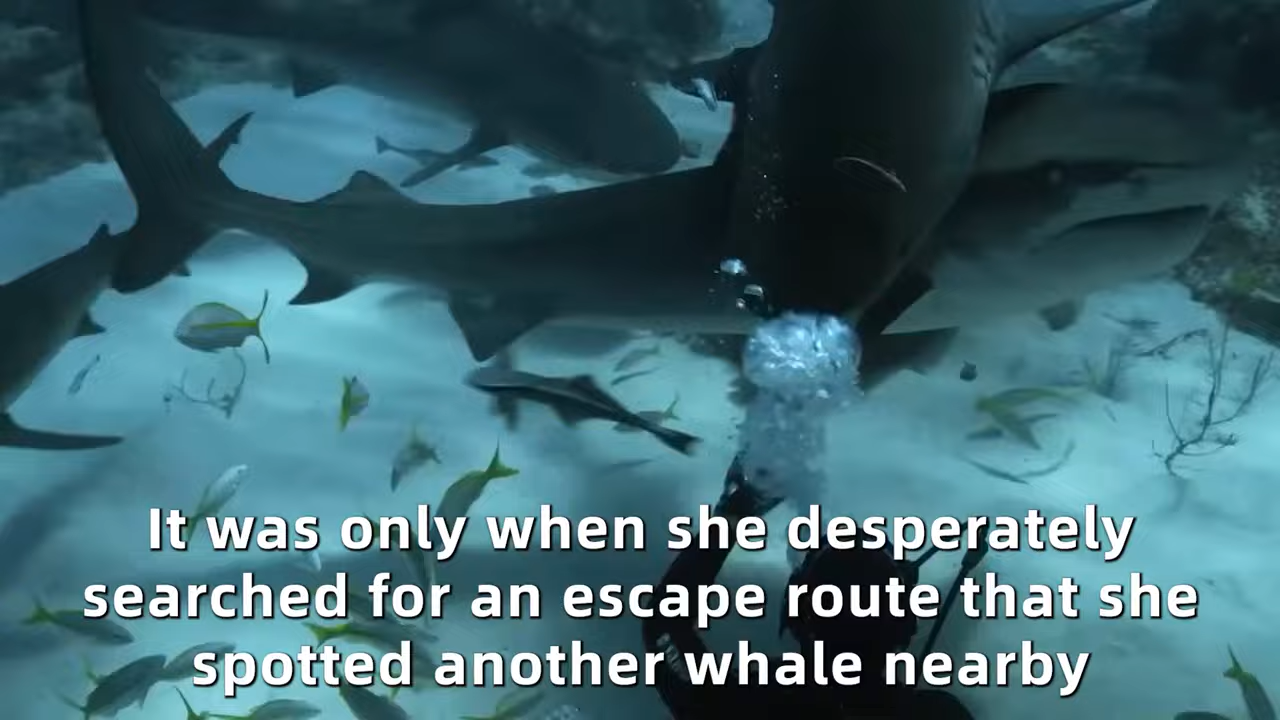 It was only when she desperately
searched for an escape route that she
spotted another whale nearby